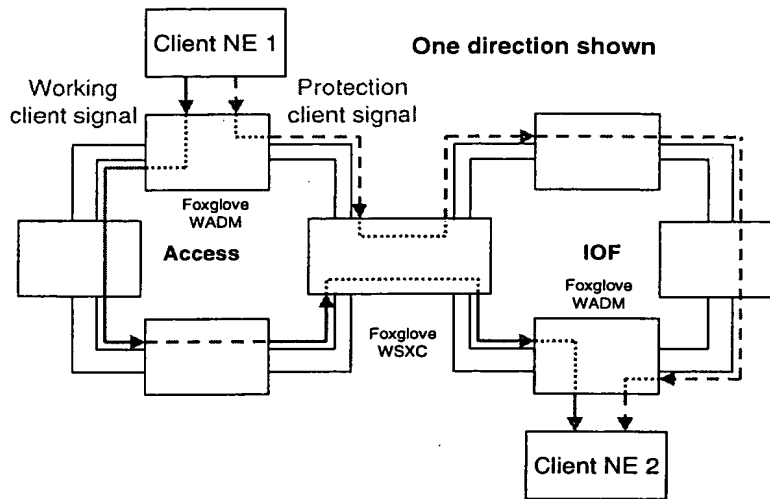 Client NE 1
One direction shown
Working
client signal
Protection
client signal
Foxglove
WADM
Access
IOF
Foxglove
WADM
Foxglove
WSXC
Client NE 2